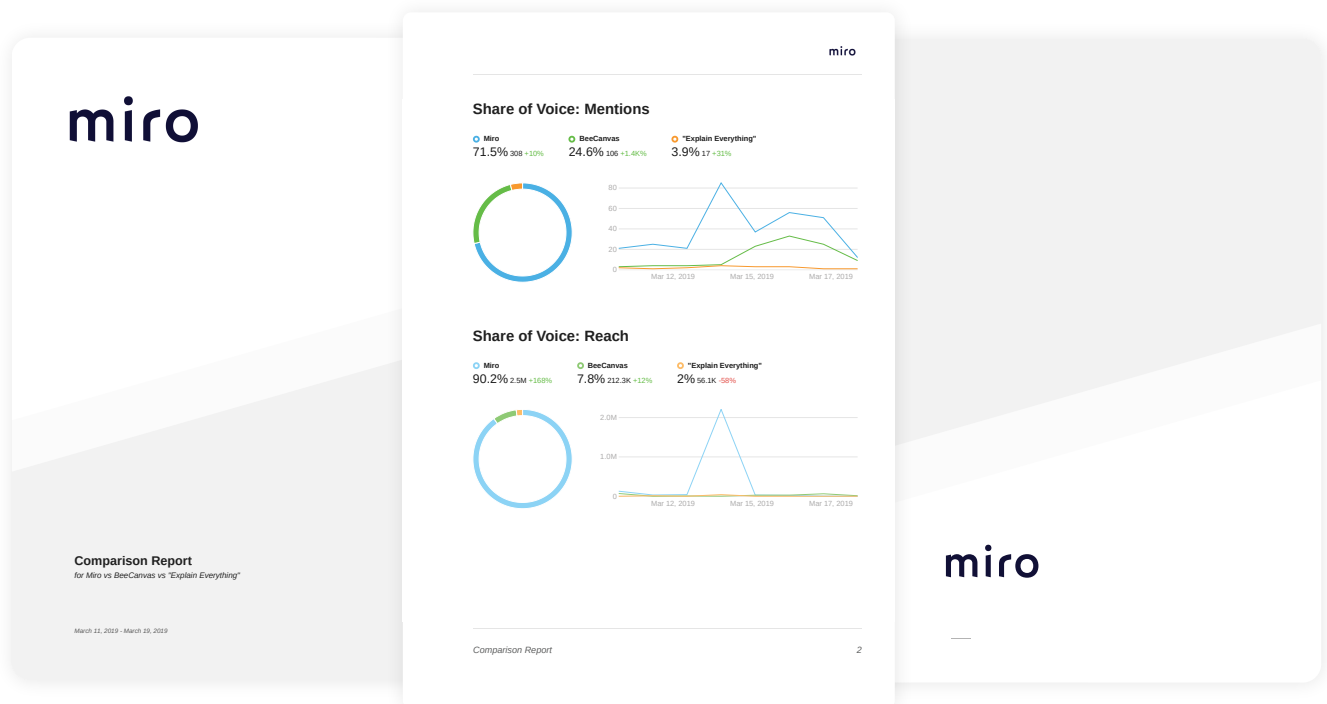 miro
Comparison Report
for Miro vs BeeCanvas vs "Explain Everything"
March 11, 2019 - March 19, 2019
miro
Share of Voice: Mentions
Miro BeeCanvas "Explain Everything"
71.5% 308 +10% 24.6% 106 +1.4K% 3.9% 17 +31%
80
60
40
20
0
Mar 12, 2019 Mar 15, 2019 Mar 17, 2019
Share of Voice: Reach
Miro BeeCanvas "Explain Everything"
90.2% 2.5M +168% 7.8% 212.3K +12% 2% 56.1K -58%
2.0M
1.0M
0
Mar 12, 2019 Mar 15, 2019 Mar 17, 2019
Comparison Report 2
miro